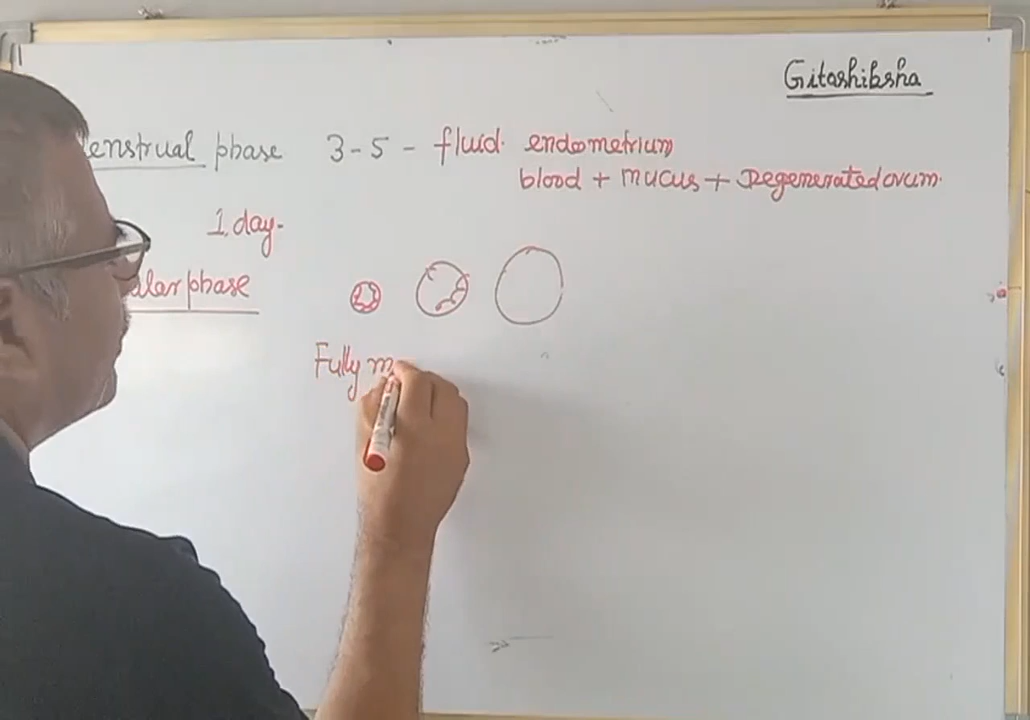 Gitashiksha
enstrual phase 3-5 - fluid. endometrium
blood + mucus + Degenerated ovum.
1. day-
ular phase
Fully m